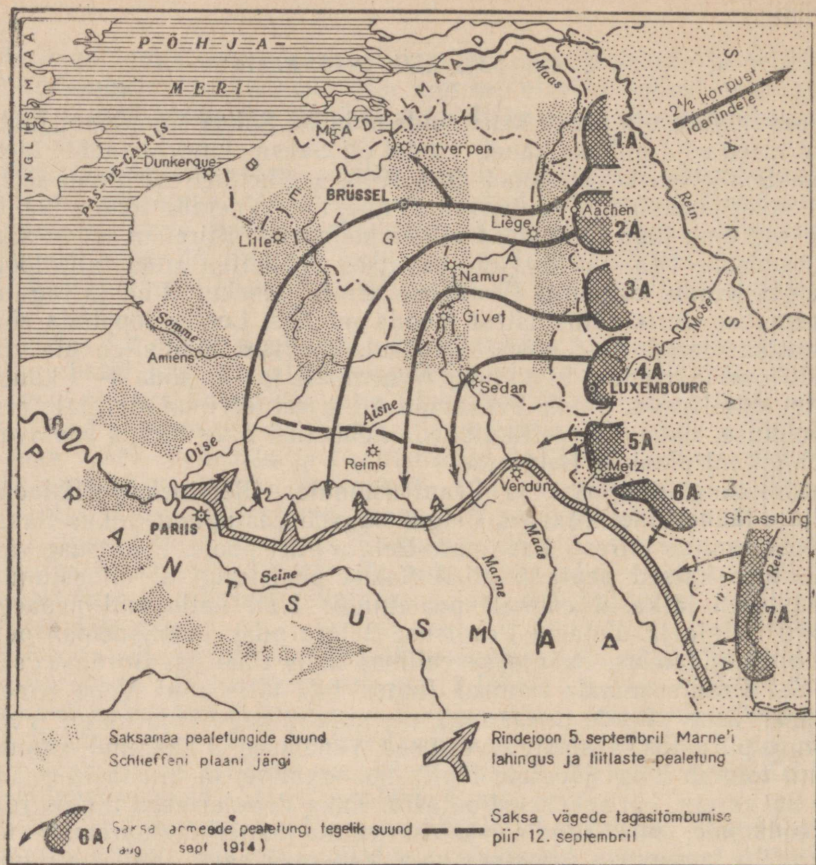 PÕHJA-
MERI
INGLISMAA
PAS-DE-CALAIS
MADALMAAD
Maas
SAKSAMAA
2½ korpust
idarindele
1A
Rein
Dunkerque
Antverpen
BELGIA
BRÜSSEL
Lille
Liège
Aachen
2A
Namur
3A
Mosel
Givet
Somme
Amiens
4A
LUXEMBOURG
Sedan
Aisne
Oise
5A
Reims
Metz
Verdun
6A
PARIIS
Strassburg
Rein
Maas
Marne
Seine
7A
PRANTSUSMAA
Saksamaa pealetungide suund
Schlieffeni plaani järgi
Rindejoon 5. septembril Marne'i
lahingus ja liitlaste pealetung
6A
Saksa armeede pealetungi tegelik suund
( aug sept 1914)
Saksa vägede tagasitõmbumise
piir 12. septembril